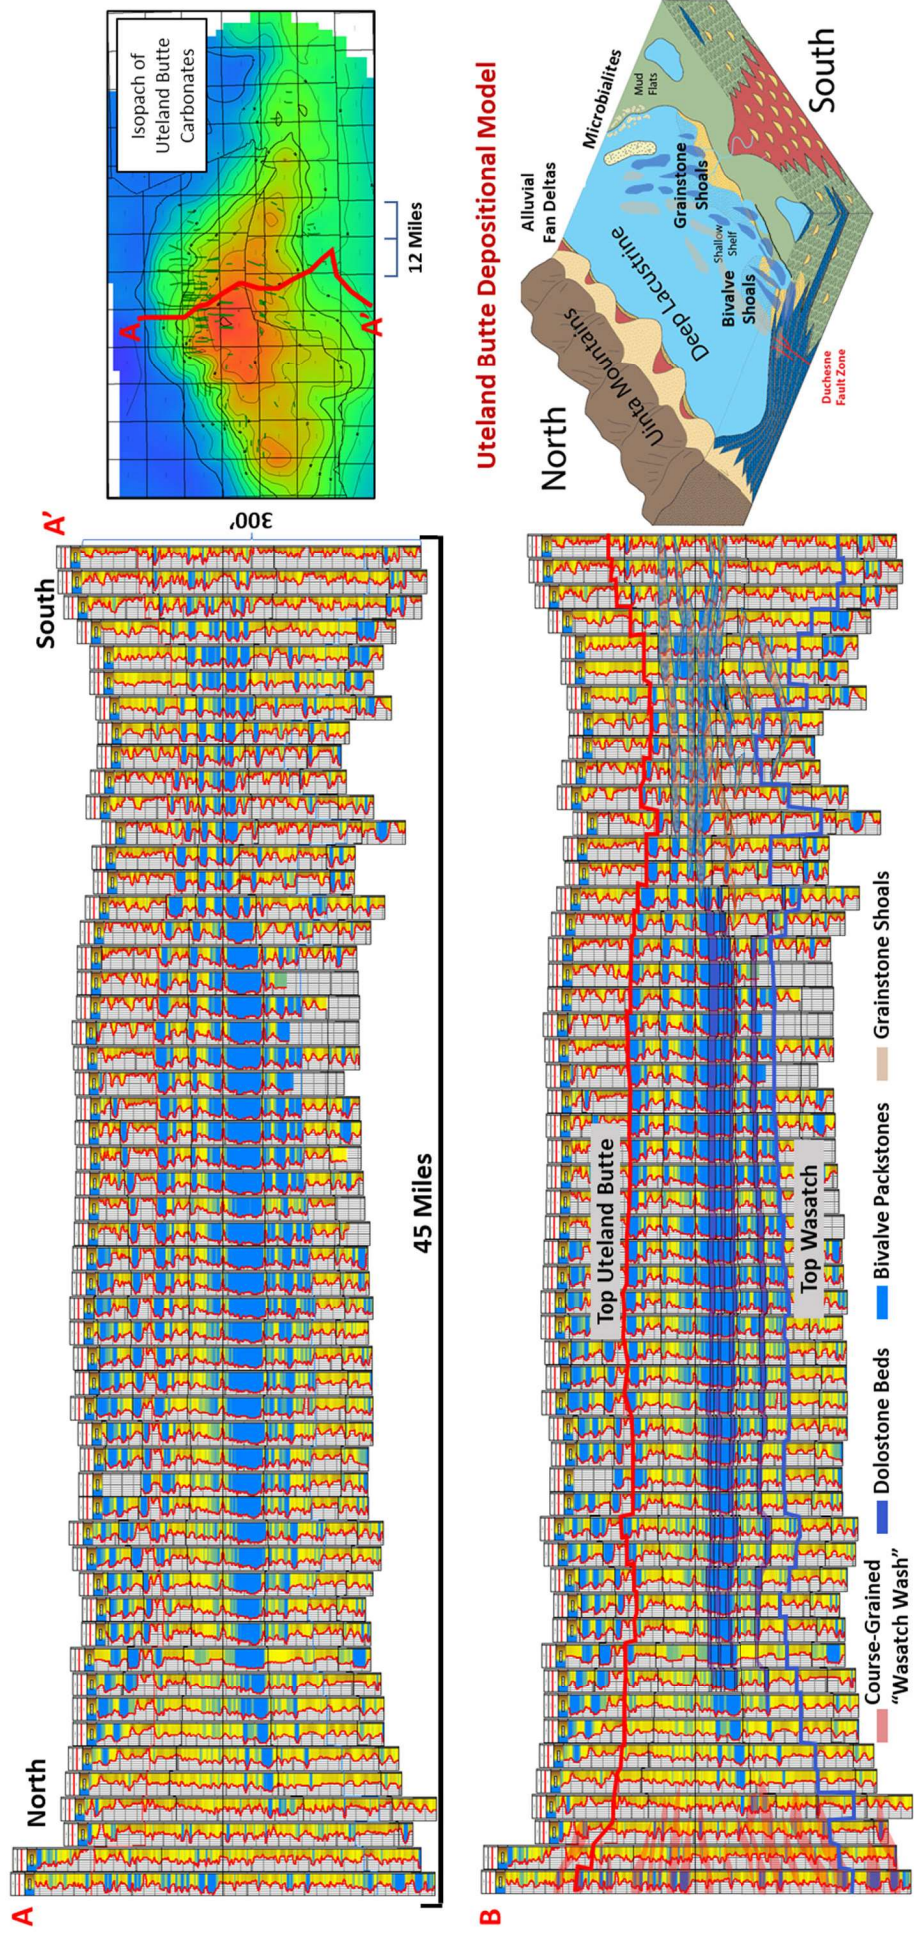 A
North
South
A'
300'
45 Miles
Isopach of
Uteland Butte
Carbonates
A
A'
12 Miles
B
Top Uteland Butte
Top Wasatch
Course-Grained
“Wasatch Wash”
Dolostone Beds
Bivalve Packstones
Grainstone Shoals
Uteland Butte Depositional Model
North
South
Uinta Mountains
Alluvial
Fan Deltas
Microbialites
Mud
Flats
Deep Lacustrine
Grainstone
Shoals
Shallow
Shelf
Bivalve
Shoals
Duchesne
Fault Zone